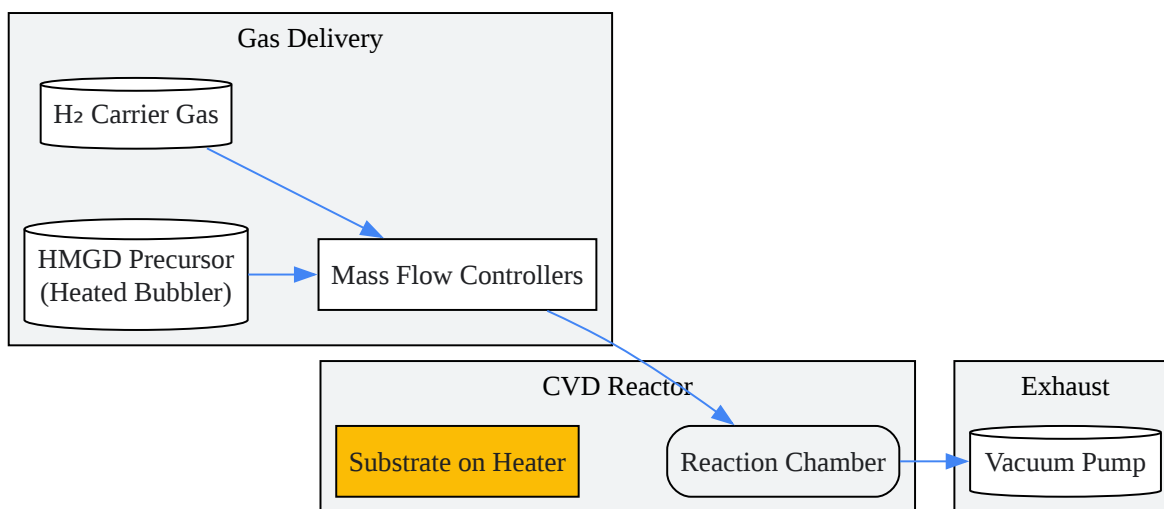 Gas Delivery
H₂ Carrier Gas
HMGD Precursor
(Heated Bubbler)
Mass Flow Controllers
CVD Reactor
Substrate on Heater
Reaction Chamber
Exhaust
Vacuum Pump